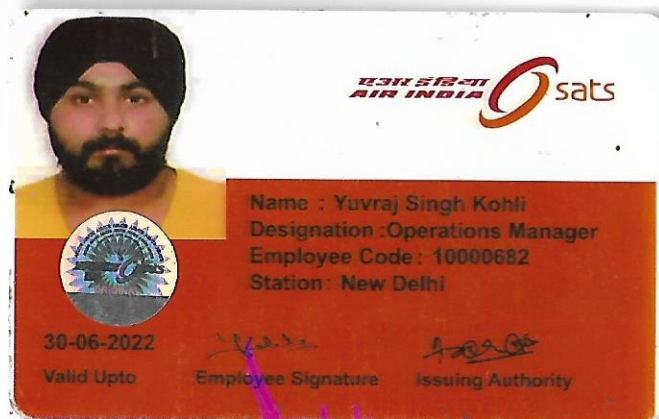 एअर इंडिया
AIR INDIA
sats
Name : Yuvraj Singh Kohli
Designation :Operations Manager
Employee Code : 10000682
Station : New Delhi
30-06-2022
Valid Upto
Employee Signature
Issuing Authority